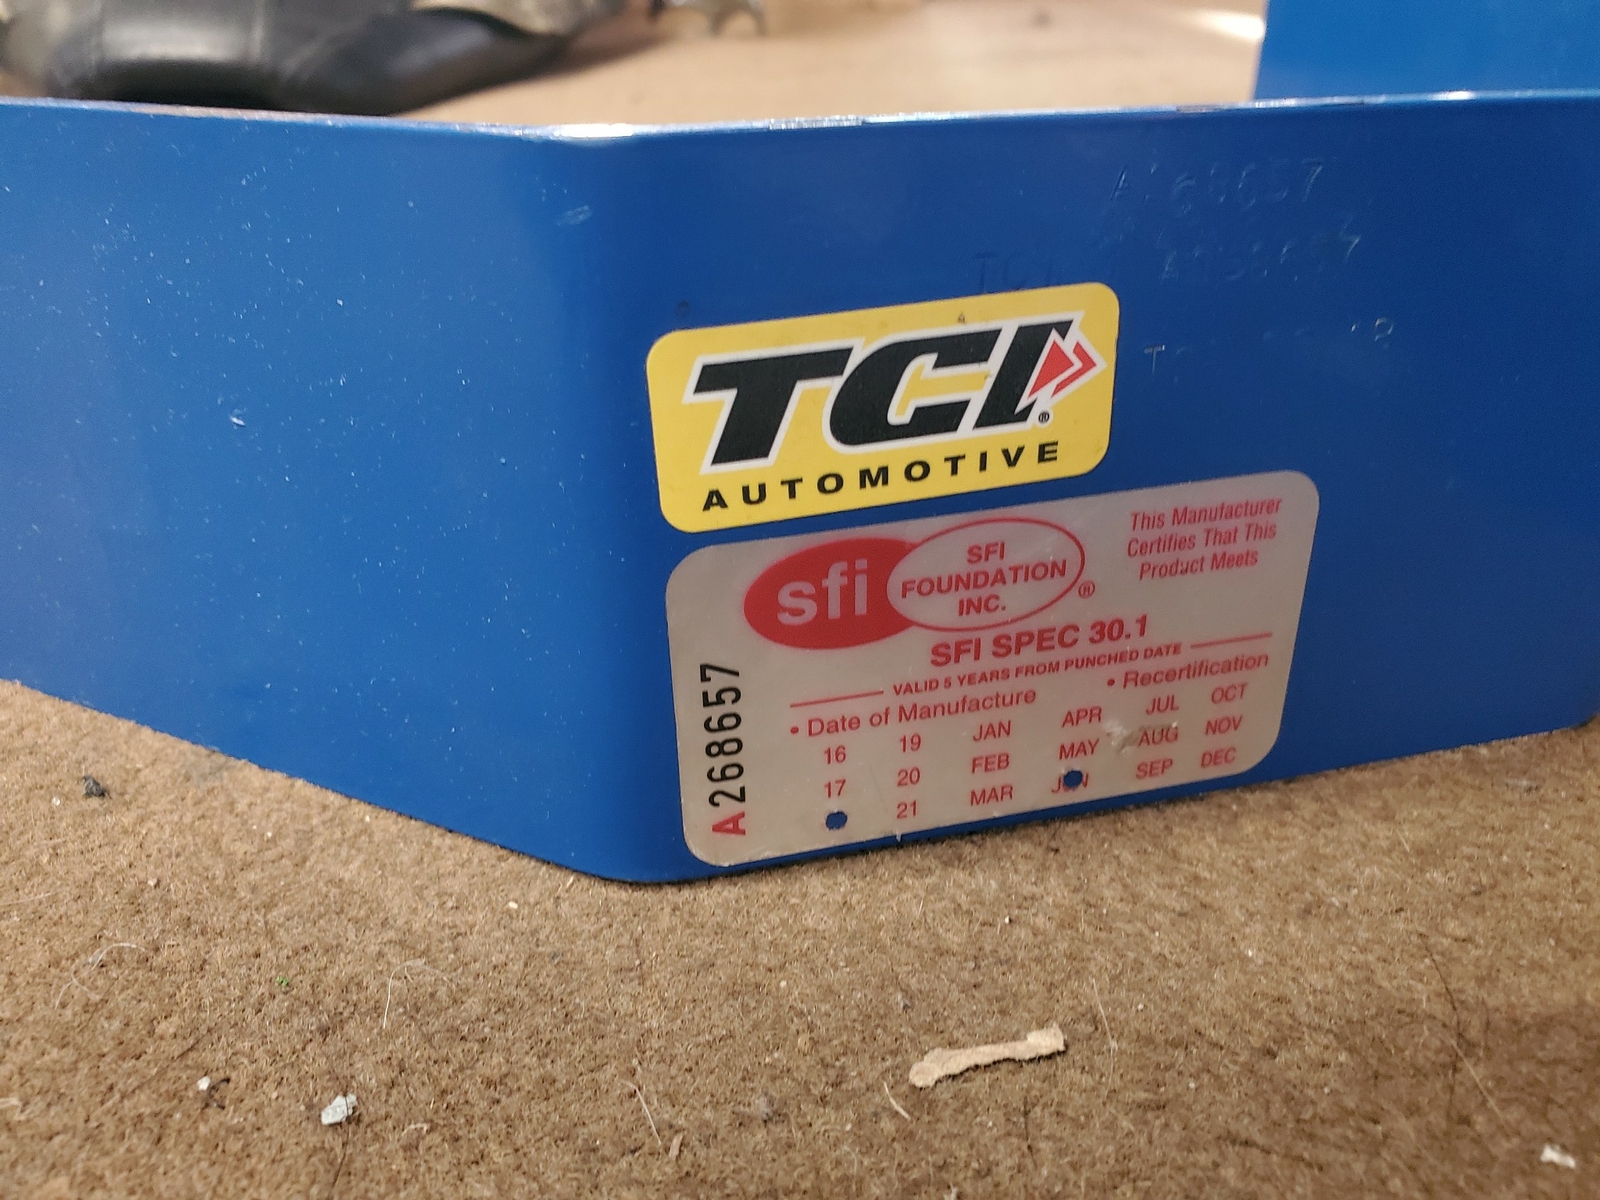 TCI®
AUTOMOTIVE
sfi
SFI
FOUNDATION
INC.
®
This Manufacturer
Certifies That This
Product Meets
SFI SPEC 30.1
VALID 5 YEARS FROM PUNCHED DATE
• Date of Manufacture
• Recertification
16 19 JAN APR JUL OCT
17 20 FEB MAY AUG NOV
21 MAR JUN SEP DEC
A268657